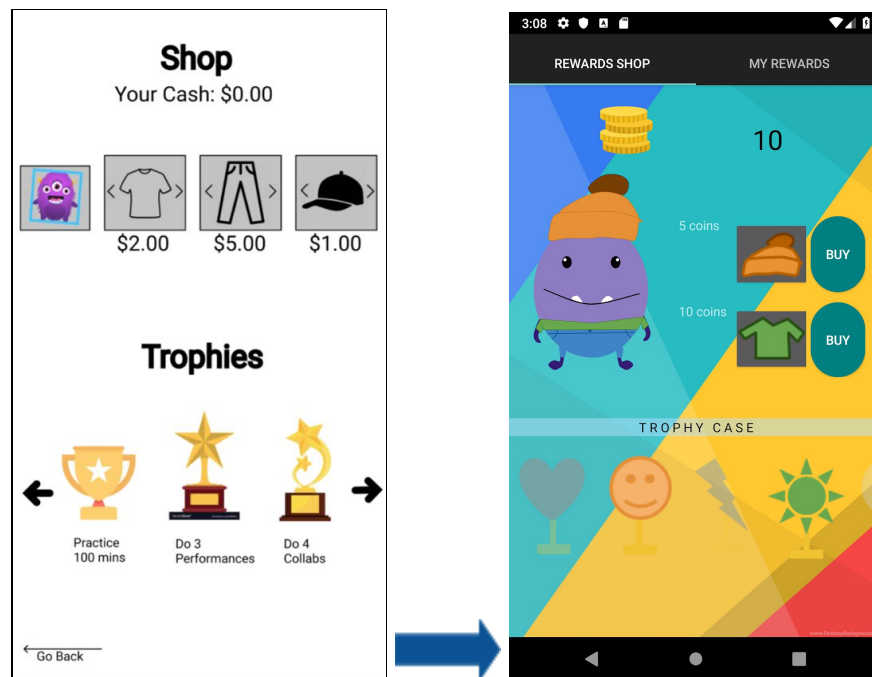 Shop
Your Cash: $0.00
$2.00
$5.00
$1.00
Trophies
Practice
100 mins
Do 3
Performances
Do 4
Collabs
Go Back
3:08
A
REWARDS SHOP
MY REWARDS
10
5 coins
BUY
10 coins
BUY
TROPHY CASE